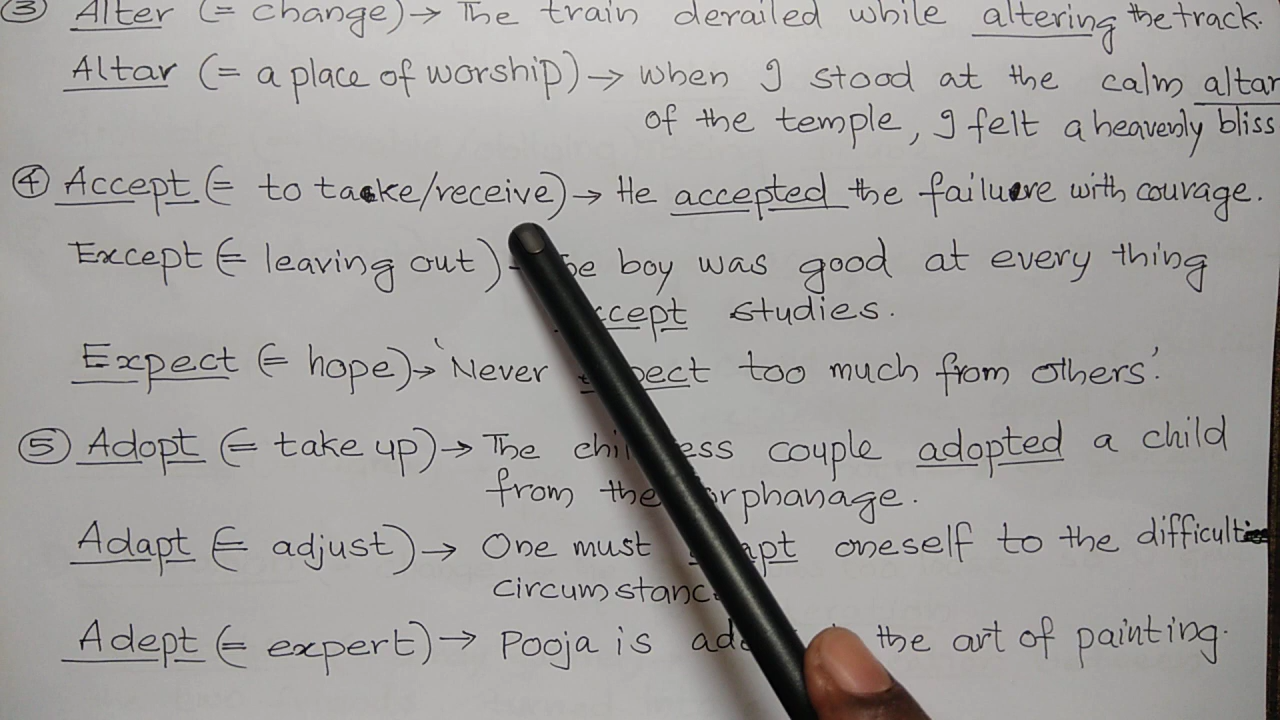 ③ Alter (= change) → The train derailed while altering the track.
Altar (= a place of worship) → when I stood at the calm altar
of the temple, I felt a heavenly bliss
④ Accept (= to take/receive) → He accepted the failure with courage.
Except (= leaving out) - boy was good at every thing
studies.
Expect (= hope) → 'Never too much from others'.
⑤ Adopt (= take up) → The couple adopted a child
from the orphanage.
Adapt (= adjust) → One must oneself to the difficult
Adept (= expert) → Pooja is the art of painting.